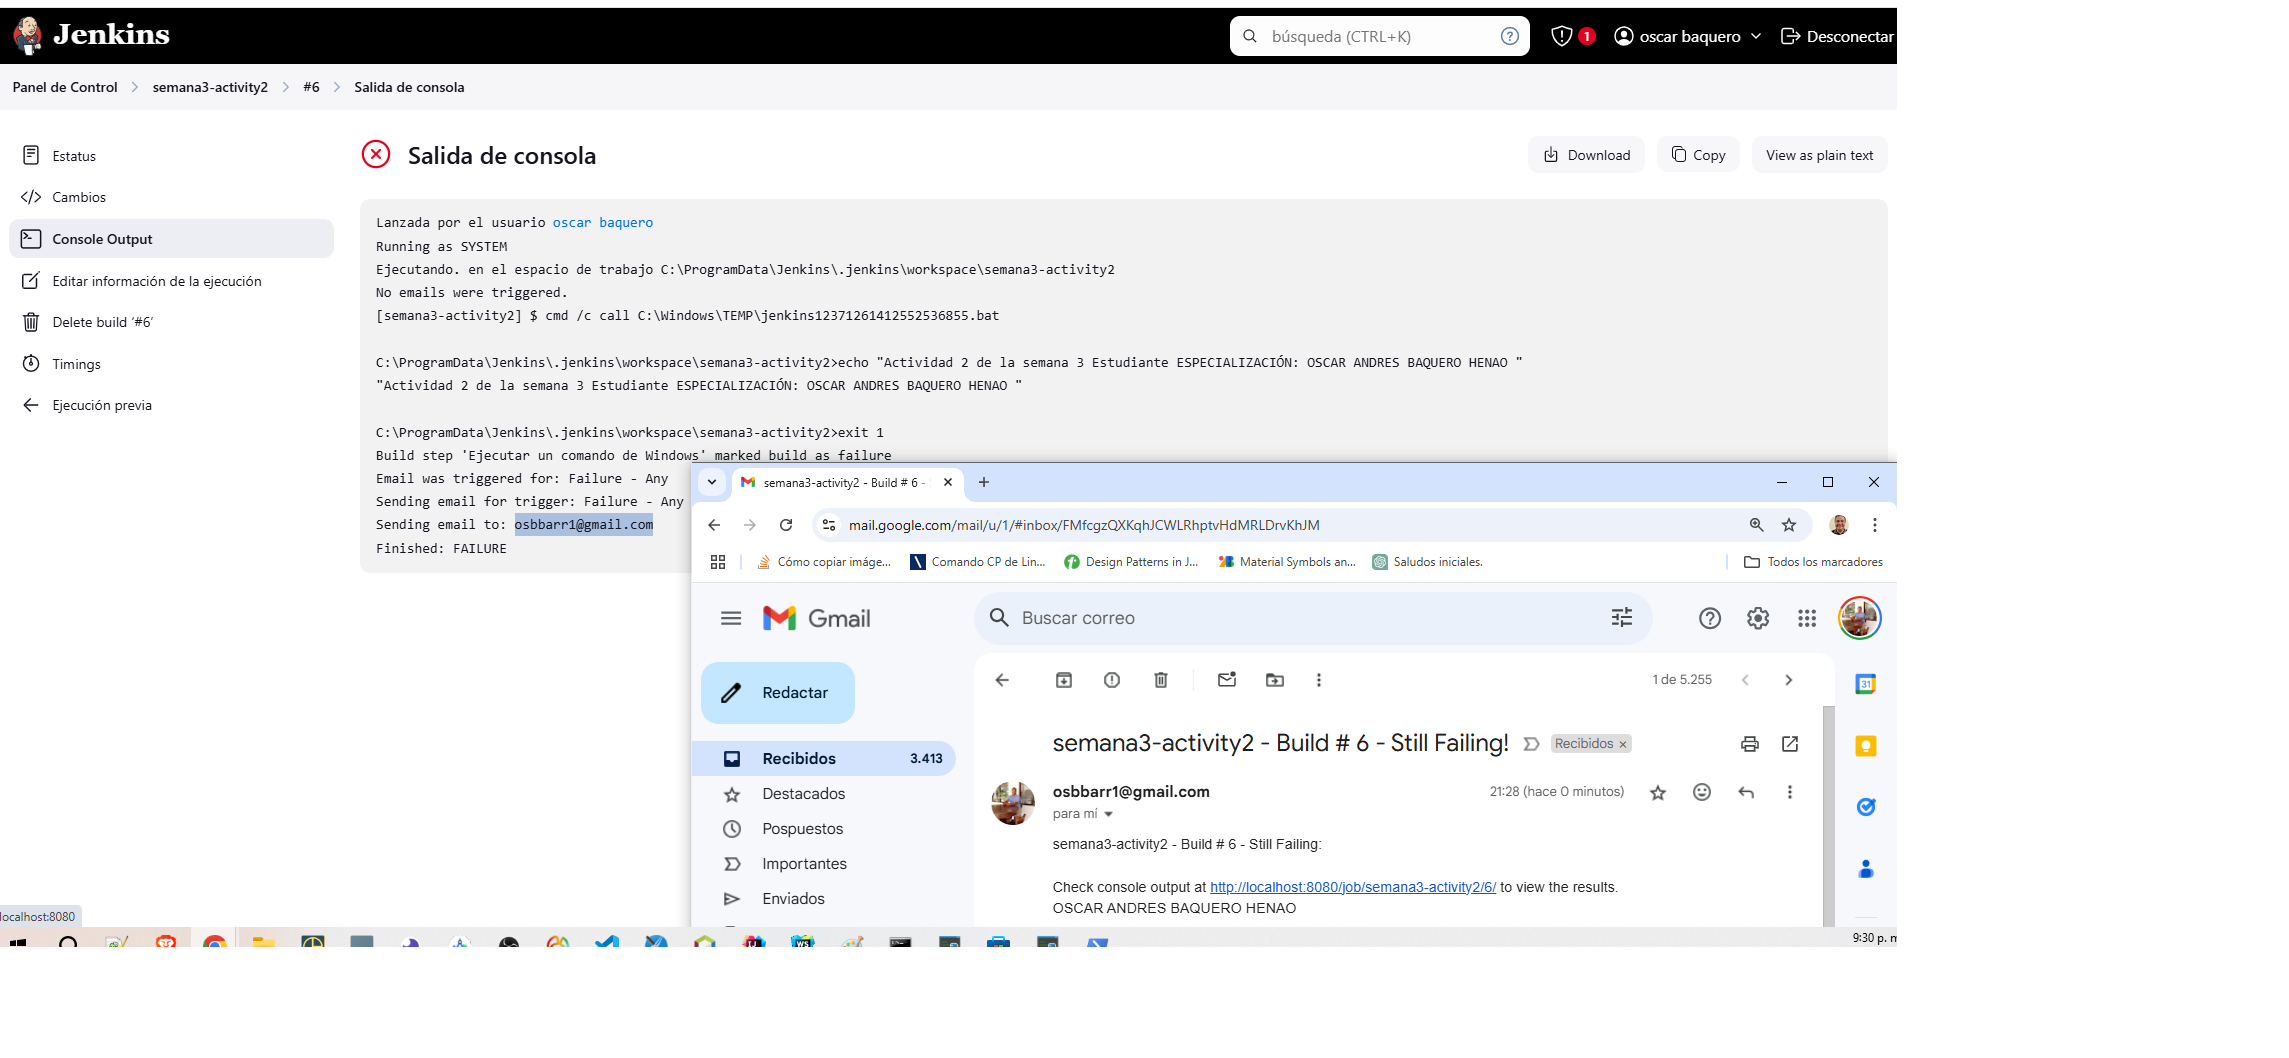 Jenkins
búsqueda (CTRL+K)
1
oscar baquero
Desconectar
Panel de Control
semana3-activity2
#6
Salida de consola
Estatus
Cambios
Console Output
Editar información de la ejecución
Delete build ‘#6’
Timings
Ejecución previa
Salida de consola
Download
Copy
View as plain text
Lanzada por el usuario oscar baquero
Running as SYSTEM
Ejecutando. en el espacio de trabajo C:\ProgramData\Jenkins\.jenkins\workspace\semana3-activity2
No emails were triggered.
[semana3-activity2] $ cmd /c call C:\Windows\TEMP\jenkins12371261412552536855.bat
C:\ProgramData\Jenkins\.jenkins\workspace\semana3-activity2>echo "Actividad 2 de la semana 3 Estudiante ESPECIALIZACIÓN: OSCAR ANDRES BAQUERO HENAO "
"Actividad 2 de la semana 3 Estudiante ESPECIALIZACIÓN: OSCAR ANDRES BAQUERO HENAO "
C:\ProgramData\Jenkins\.jenkins\workspace\semana3-activity2>exit 1
Build step 'Ejecutar un comando de Windows' marked build as failure
Email was triggered for: Failure - Any
Sending email for trigger: Failure - Any
Sending email to: osbbarr1@gmail.com
Finished: FAILURE
semana3-activity2 - Build # 6 -
mail.google.com/mail/u/1/#inbox/FMfcgzQXKqhJCWLRhptvHdMRLDrvKhJM
Cómo copiar imáge...
Comando CP de Lin...
Design Patterns in J...
Material Symbols an...
Saludos iniciales.
Todos los marcadores
Gmail
Buscar correo
Redactar
1 de 5.255
Recibidos 3.413
Destacados
Pospuestos
Importantes
Enviados
semana3-activity2 - Build # 6 - Still Failing!
Recibidos ×
osbbarr1@gmail.com
21:28 (hace 0 minutos)
para mí
semana3-activity2 - Build # 6 - Still Failing:
Check console output at http://localhost:8080/job/semana3-activity2/6/ to view the results.
OSCAR ANDRES BAQUERO HENAO
31
localhost:8080
WS
9:30 p. m